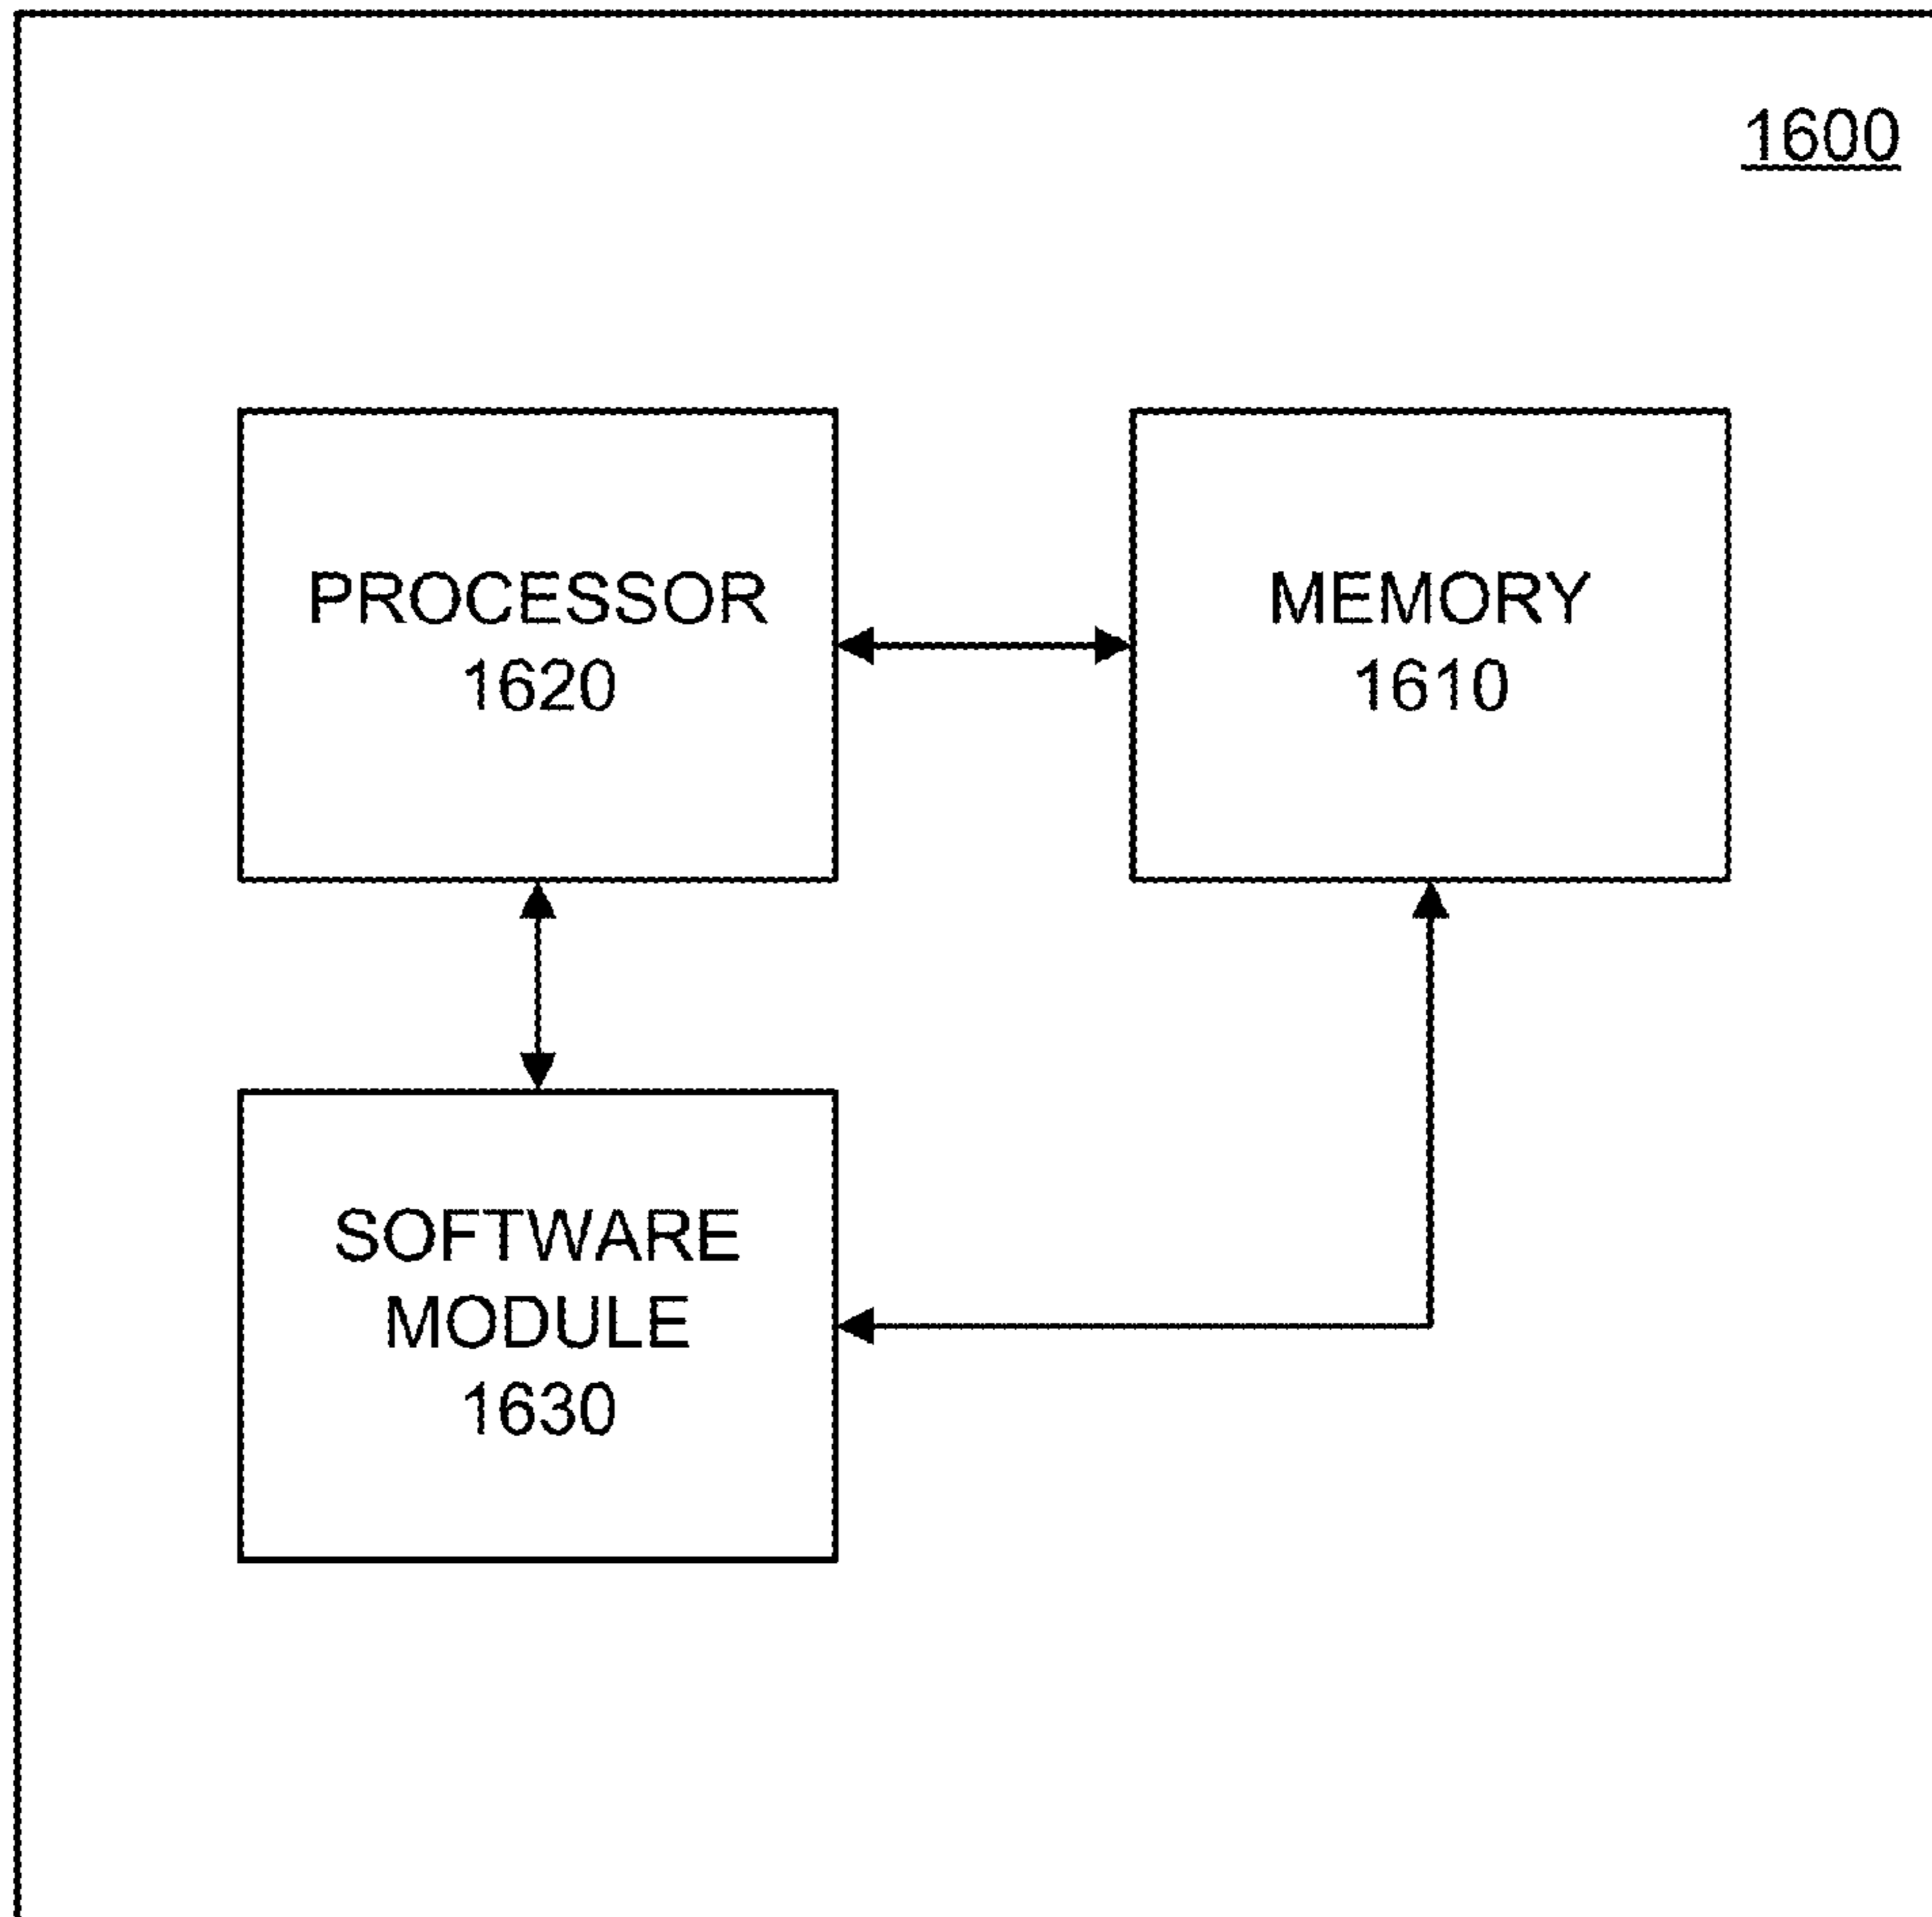 1600
PROCESSOR
1620
MEMORY
1610
SOFTWARE
MODULE
1630